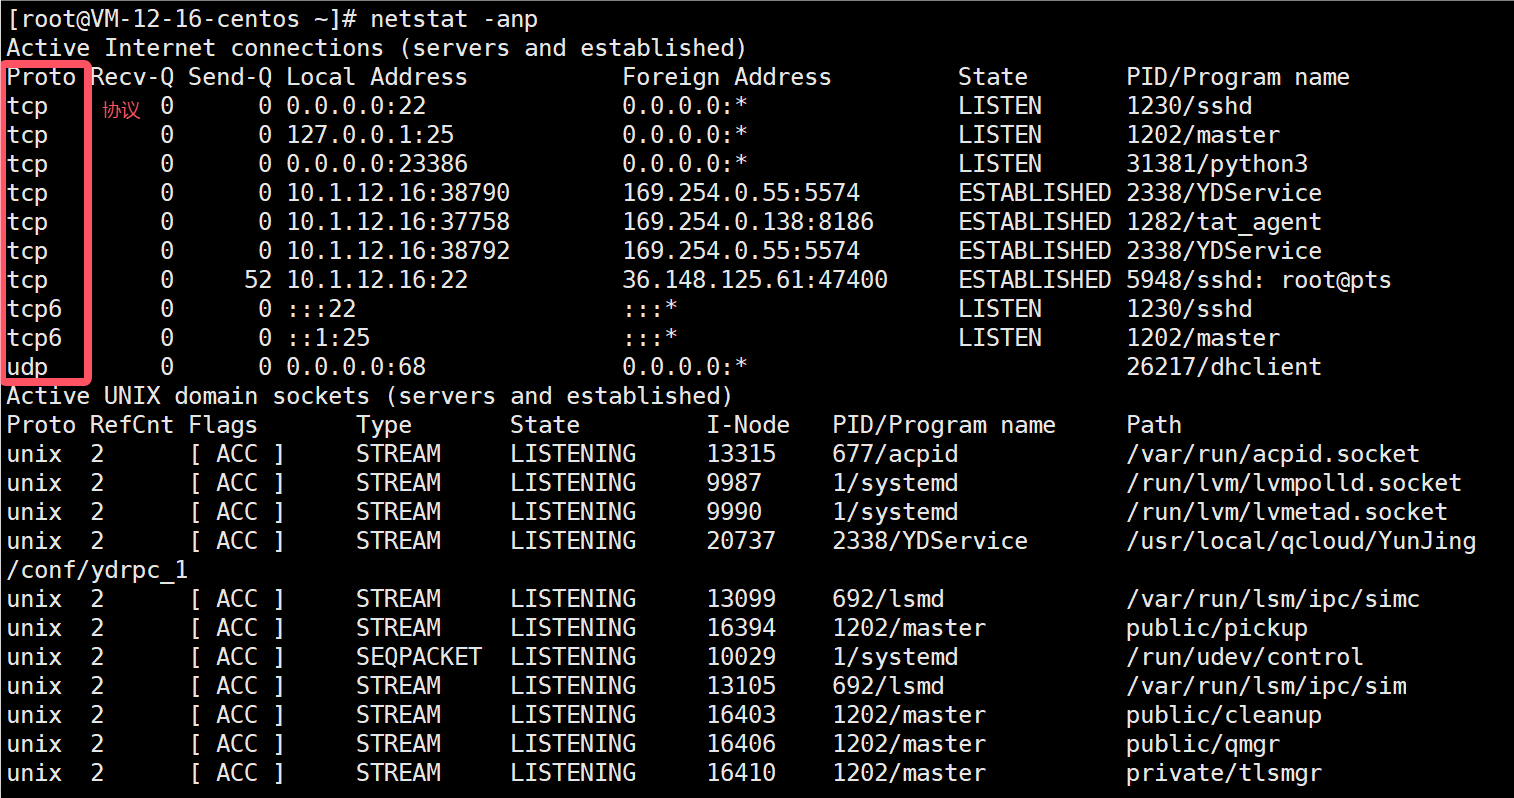 [root@VM-12-16-centos ~]# netstat -anp
Active Internet connections (servers and established)
Proto Recv-Q Send-Q Local Address           Foreign Address         State       PID/Program name
tcp 协议 0      0 0.0.0.0:22              0.0.0.0:*               LISTEN      1230/sshd
tcp        0      0 127.0.0.1:25            0.0.0.0:*               LISTEN      1202/master
tcp        0      0 0.0.0.0:23386           0.0.0.0:*               LISTEN      31381/python3
tcp        0      0 10.1.12.16:38790        169.254.0.55:5574       ESTABLISHED 2338/YDService
tcp        0      0 10.1.12.16:37758        169.254.0.138:8186      ESTABLISHED 1282/tat_agent
tcp        0      0 10.1.12.16:38792        169.254.0.55:5574       ESTABLISHED 2338/YDService
tcp        0     52 10.1.12.16:22           36.148.125.61:47400     ESTABLISHED 5948/sshd: root@pts
tcp6       0      0 :::22                   :::*                    LISTEN      1230/sshd
tcp6       0      0 ::1:25                  :::*                    LISTEN      1202/master
udp        0      0 0.0.0.0:68              0.0.0.0:*                           26217/dhclient
Active UNIX domain sockets (servers and established)
Proto RefCnt Flags       Type       State         I-Node   PID/Program name     Path
unix  2      [ ACC ]     STREAM     LISTENING     13315    677/acpid            /var/run/acpid.socket
unix  2      [ ACC ]     STREAM     LISTENING     9987     1/systemd            /run/lvm/lvmpolld.socket
unix  2      [ ACC ]     STREAM     LISTENING     9990     1/systemd            /run/lvm/lvmetad.socket
unix  2      [ ACC ]     STREAM     LISTENING     20737    2338/YDService       /usr/local/qcloud/YunJing
/conf/ydrpc_1
unix  2      [ ACC ]     STREAM     LISTENING     13099    692/lsmd             /var/run/lsm/ipc/simc
unix  2      [ ACC ]     STREAM     LISTENING     16394    1202/master          public/pickup
unix  2      [ ACC ]     SEQPACKET  LISTENING     10029    1/systemd            /run/udev/control
unix  2      [ ACC ]     STREAM     LISTENING     13105    692/lsmd             /var/run/lsm/ipc/sim
unix  2      [ ACC ]     STREAM     LISTENING     16403    1202/master          public/cleanup
unix  2      [ ACC ]     STREAM     LISTENING     16406    1202/master          public/qmgr
unix  2      [ ACC ]     STREAM     LISTENING     16410    1202/master          private/tlsmgr